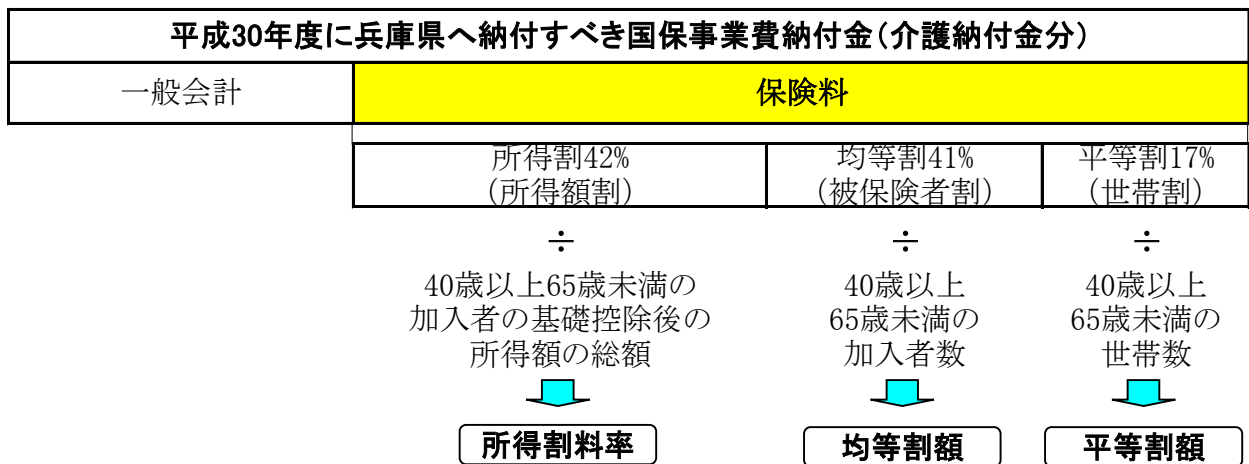 平成30年度に兵庫県へ納付すべき国保事業費納付金（介護納付金分）
一般会計
保険料
所得割42%
（所得額割）
均等割41%
（被保険者割）
平等割17%
（世帯割）
÷
÷
÷
40歳以上65歳未満の
加入者の基礎控除後の
所得額の総額
40歳以上
65歳未満の
加入者数
40歳以上
65歳未満の
世帯数
所得割料率
均等割額
平等割額